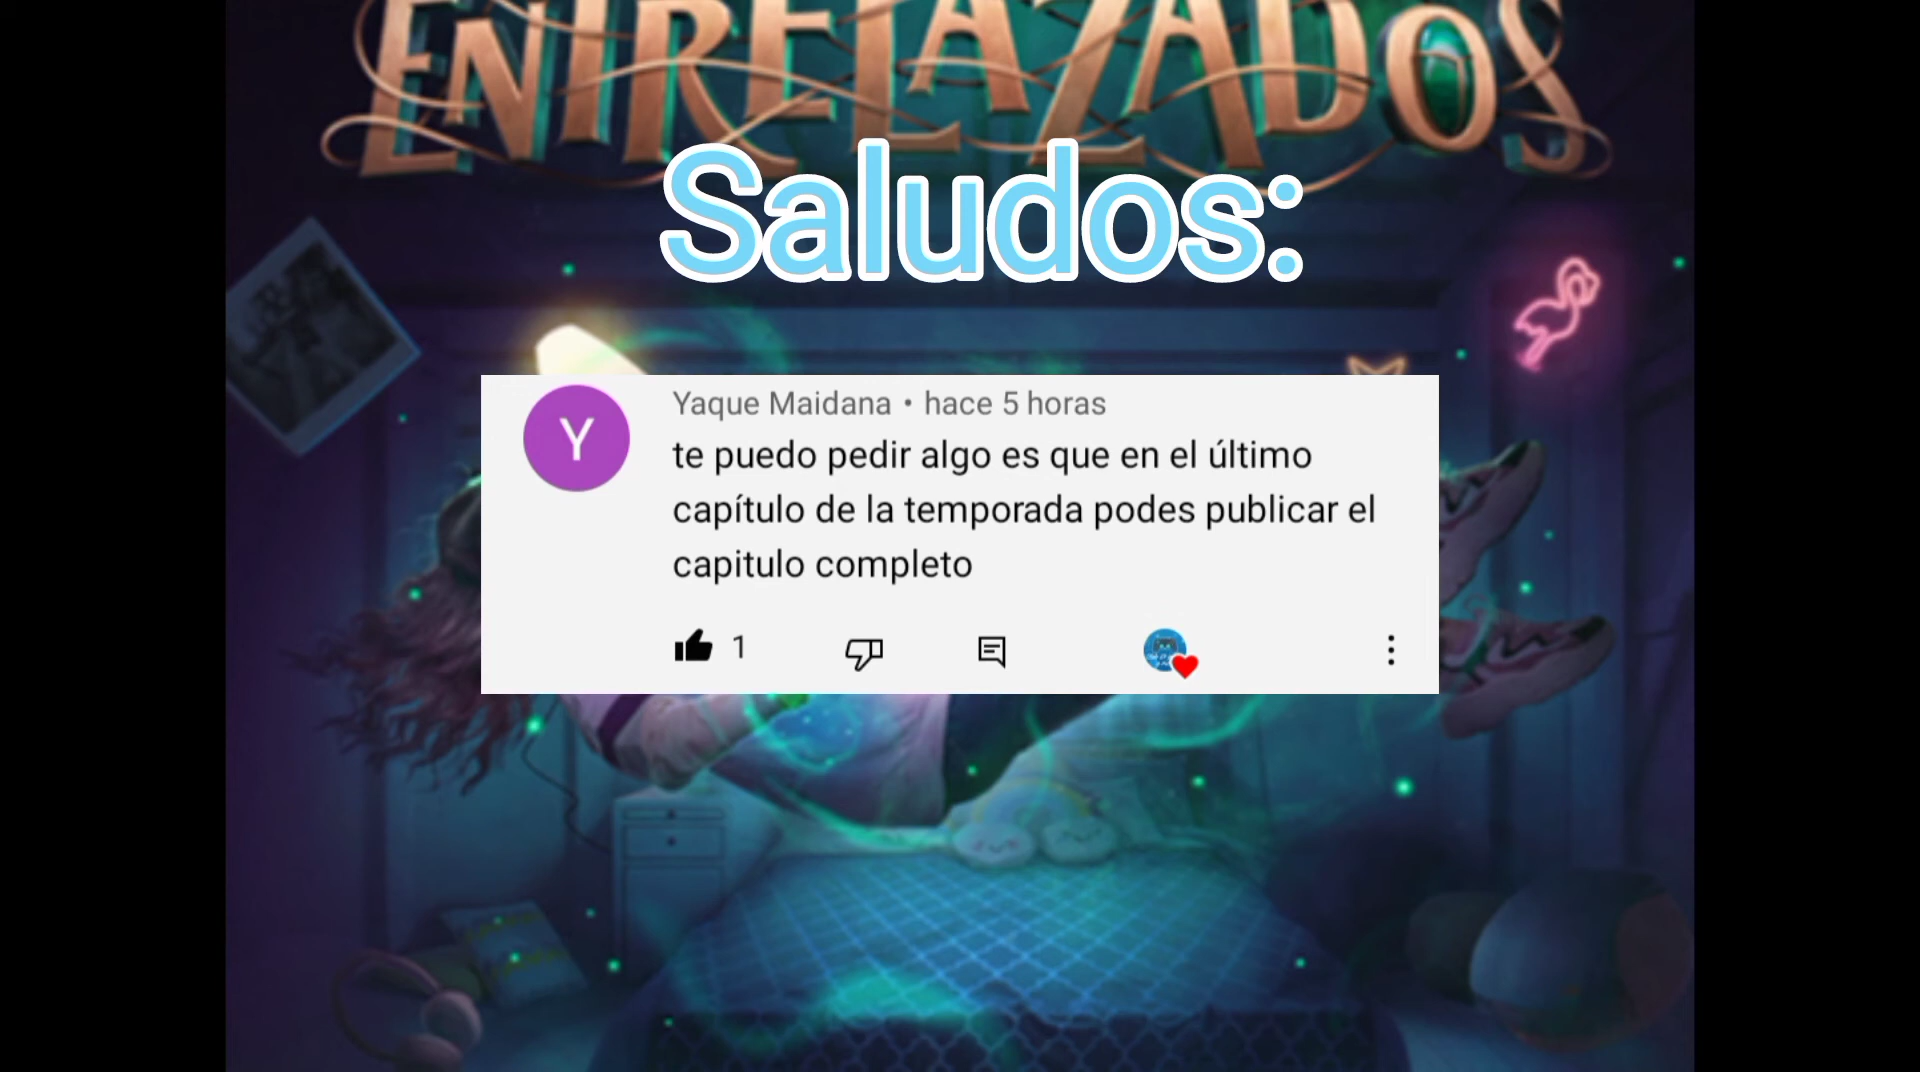 ENTRELAZADOS
Saludos:
Y
Yaque Maidana • hace 5 horas
te puedo pedir algo es que en el último
capítulo de la temporada podes publicar el
capitulo completo
1